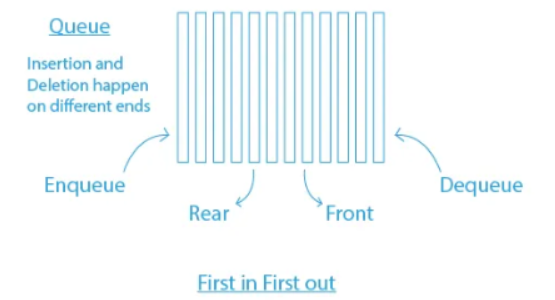 Queue
Insertion and
Deletion happen
on different ends
Enqueue
Dequeue
Rear
Front
First in First out